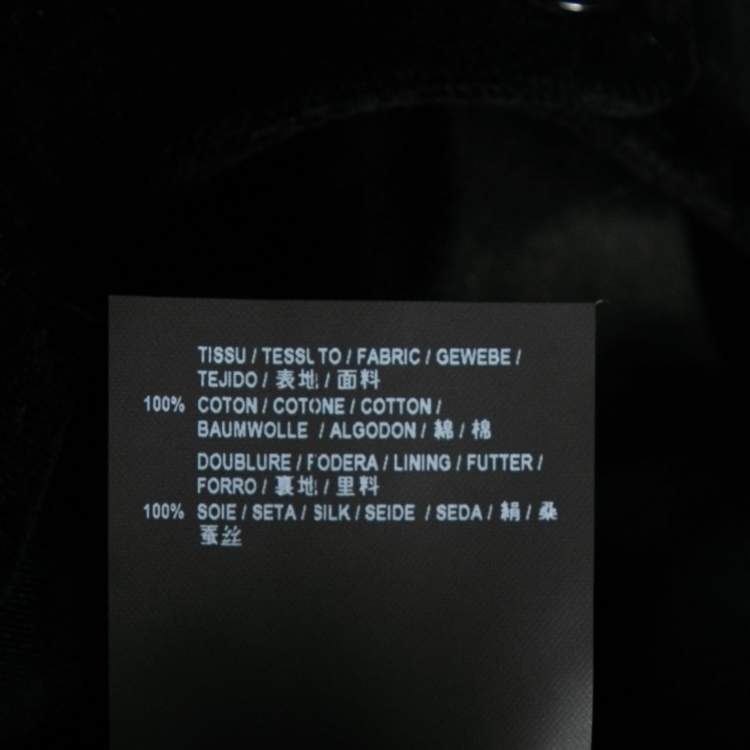 TISSU / TESSUTO / FABRIC / GEWEBE /
TEJIDO / 表地 / 面料
100% COTON / COTONE / COTTON /
BAUMWOLLE / ALGODON / 綿 / 棉
DOUBLURE / FODERA / LINING / FUTTER /
FORRO / 裏地 / 里料
100% SOIE / SETA / SILK / SEIDE / SEDA / 絹 / 桑
蚕丝